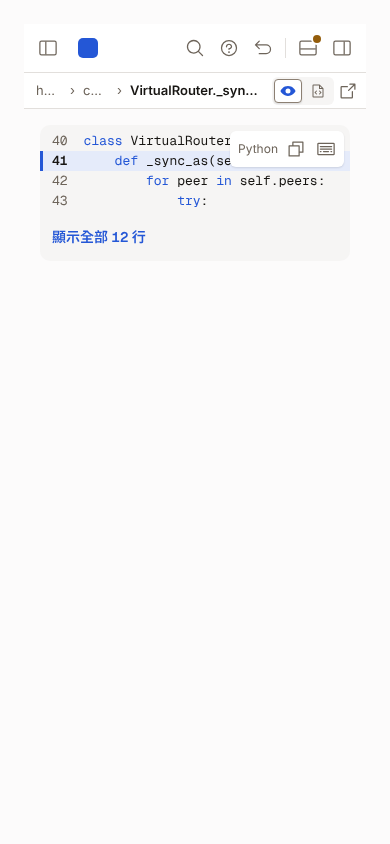 h... › c... › VirtualRouter._syn...
Python
40 class VirtualRouter
41 def _sync_as(se
42 for peer in self.peers:
43 try:
顯示全部 12 行